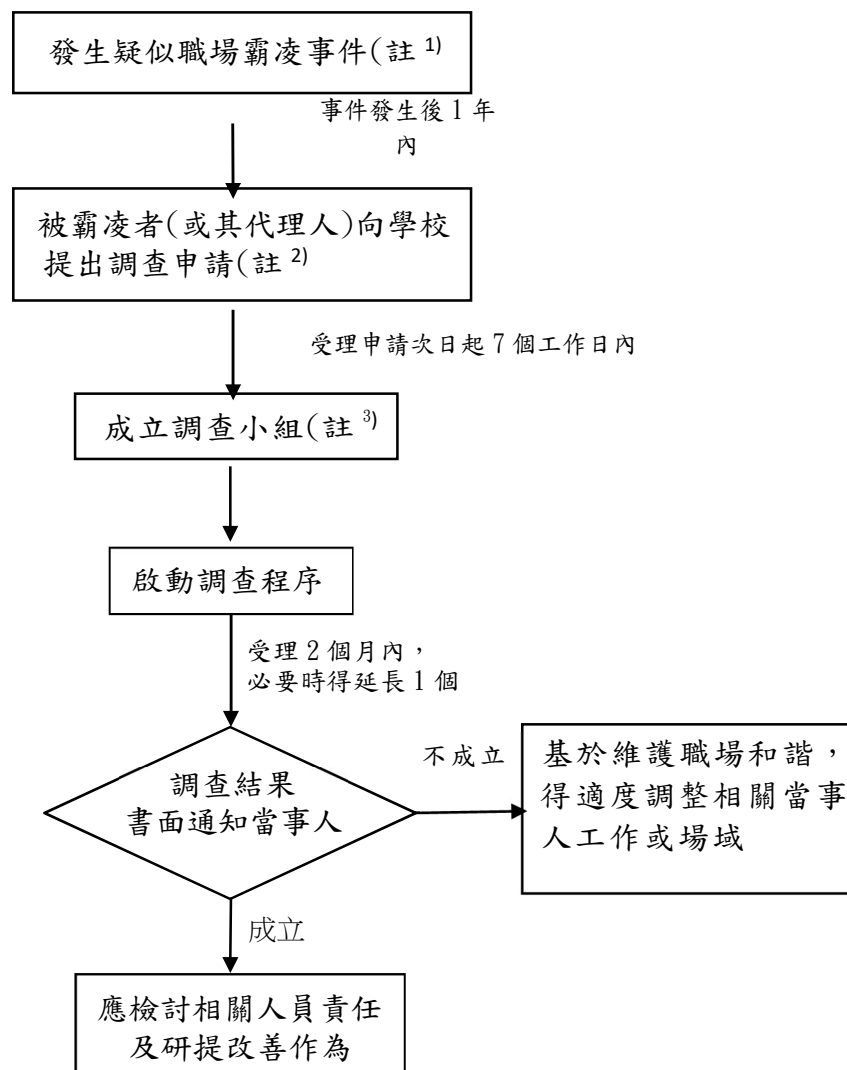 發生疑似職場霸凌事件(註 1)
事件發生後 1 年
內
被霸凌者(或其代理人)向學校
提出調查申請(註 2)
受理申請次日起 7 個工作日內
成立調查小組(註 3)
啟動調查程序
受理 2 個月內，
必要時得延長 1 個
調查結果
書面通知當事人
不成立
基於維護職場和諧，
得適度調整相關當事
人工作或場域
成立
應檢討相關人員責任
及研提改善作為